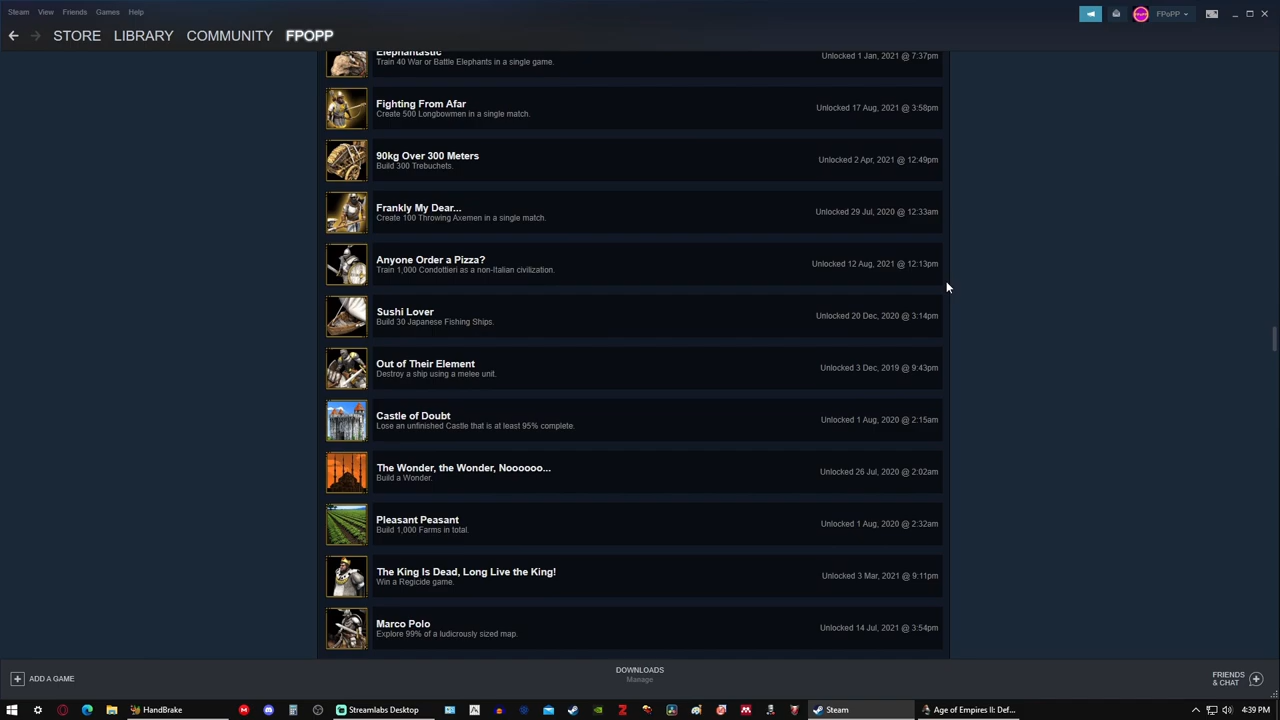 Steam View Friends Games Help
FPoPP
STORE LIBRARY COMMUNITY FPOPP
Elephantastic
Train 40 War or Battle Elephants in a single game.
Unlocked 1 Jan, 2021 @ 7:37pm
Fighting From Afar
Create 500 Longbowmen in a single match.
Unlocked 17 Aug, 2021 @ 3:58pm
90kg Over 300 Meters
Build 300 Trebuchets.
Unlocked 2 Apr, 2021 @ 12:49pm
Frankly My Dear...
Create 100 Throwing Axemen in a single match.
Unlocked 29 Jul, 2020 @ 12:33am
Anyone Order a Pizza?
Train 1,000 Condottieri as a non-Italian civilization.
Unlocked 12 Aug, 2021 @ 12:13pm
Sushi Lover
Build 30 Japanese Fishing Ships.
Unlocked 20 Dec, 2020 @ 3:14pm
Out of Their Element
Destroy a ship using a melee unit.
Unlocked 3 Dec, 2019 @ 9:43pm
Castle of Doubt
Lose an unfinished Castle that is at least 95% complete.
Unlocked 1 Aug, 2020 @ 2:15am
The Wonder, the Wonder, Noooooo...
Build a Wonder.
Unlocked 26 Jul, 2020 @ 2:02am
Pleasant Peasant
Build 1,000 Farms in total.
Unlocked 1 Aug, 2020 @ 2:32am
The King Is Dead, Long Live the King!
Win a Regicide game.
Unlocked 3 Mar, 2021 @ 9:11pm
Marco Polo
Explore 99% of a ludicrously sized map.
Unlocked 14 Jul, 2021 @ 3:54pm
ADD A GAME
DOWNLOADS
Manage
FRIENDS
& CHAT
HandBrake
Streamlabs Desktop
Steam
Age of Empires II: Def...
4:39 PM